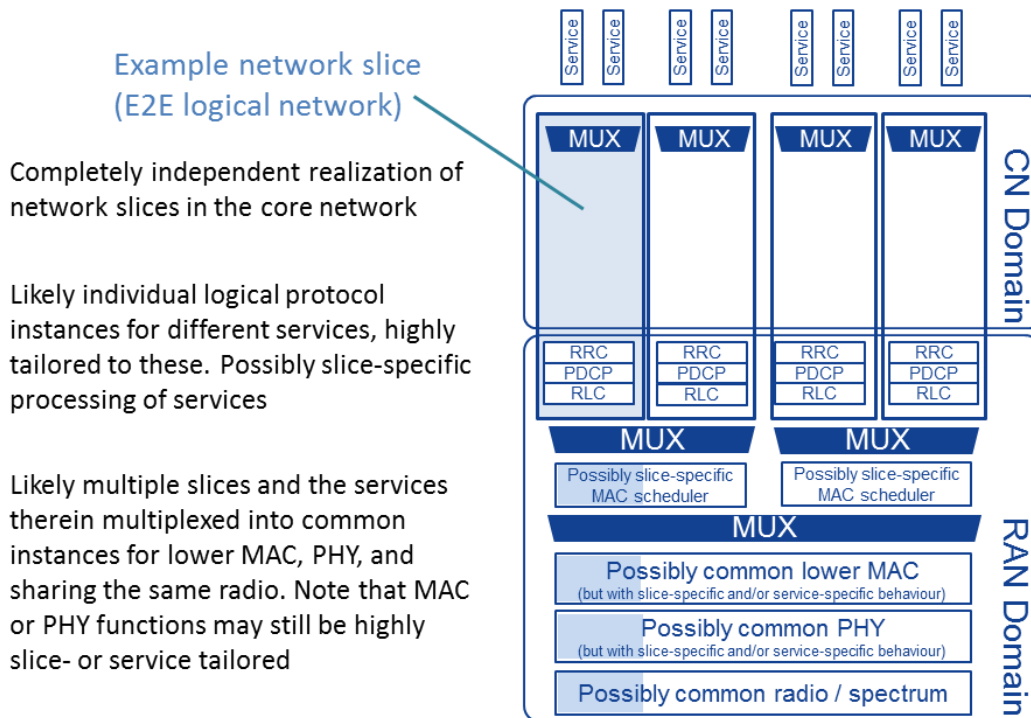 Service
Service
Service
Service
Service
Service
Service
Service
Example network slice
(E2E logical network)
MUX
MUX
MUX
MUX
CN Domain
Completely independent realization of
network slices in the core network
Likely individual logical protocol
instances for different services, highly
tailored to these. Possibly slice-specific
processing of services
RRC
PDCP
RLC
RRC
PDCP
RLC
RRC
PDCP
RLC
RRC
PDCP
RLC
MUX
MUX
Possibly slice-specific
MAC scheduler
Possibly slice-specific
MAC scheduler
Likely multiple slices and the services
therein multiplexed into common
instances for lower MAC, PHY, and
sharing the same radio. Note that MAC
or PHY functions may still be highly
slice- or service tailored
MUX
Possibly common lower MAC
(but with slice-specific and/or service-specific behaviour)
Possibly common PHY
(but with slice-specific and/or service-specific behaviour)
Possibly common radio / spectrum
RAN Domain